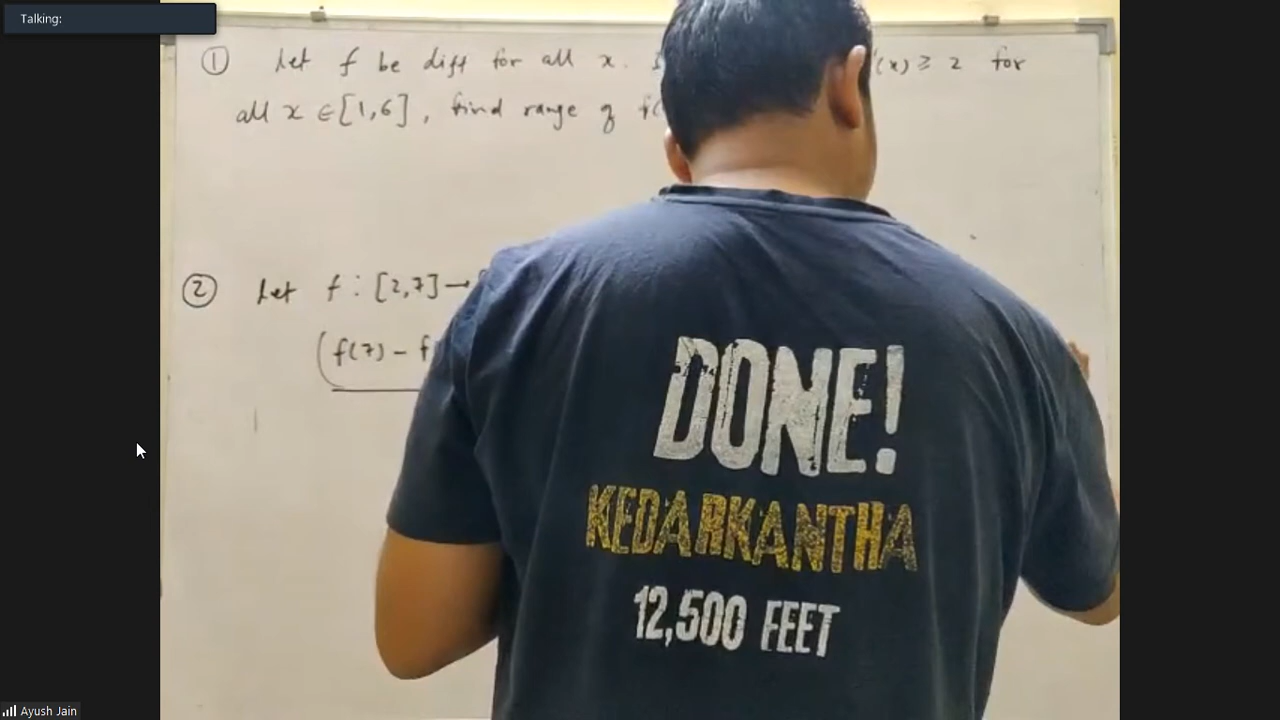 Talking:
① Let f be diff for all x. '(x) ≥ 2 for
all x ∈ [1,6], find range of f(
② Let f : [2,7] →
(f(7) - f
DONE!
KEDARKANTHA
12,500 FEET
Ayush Jain